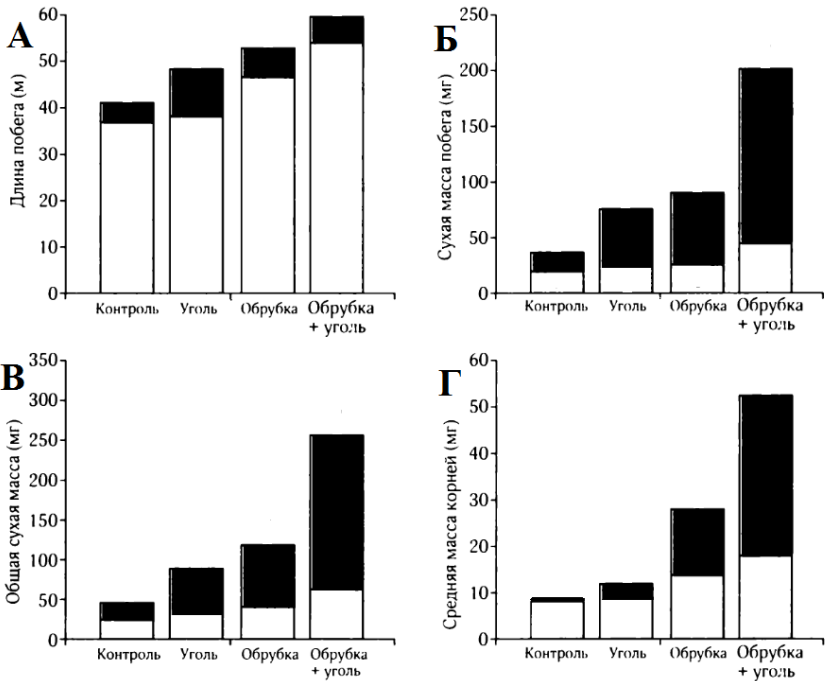 А
Длина побега (м)
60
50
40
30
20
10
0
Контроль
Уголь
Обрубка
Обрубка
+ уголь
Б
Сухая масса побега (мг)
250
200
150
100
50
0
Контроль
Уголь
Обрубка
Обрубка
+ уголь
В
Общая сухая масса (мг)
350
300
250
200
150
100
50
0
Контроль
Уголь
Обрубка
Обрубка
+ уголь
Г
Средняя масса корней (мг)
60
50
40
30
20
10
0
Контроль
Уголь
Обрубка
Обрубка
+ уголь